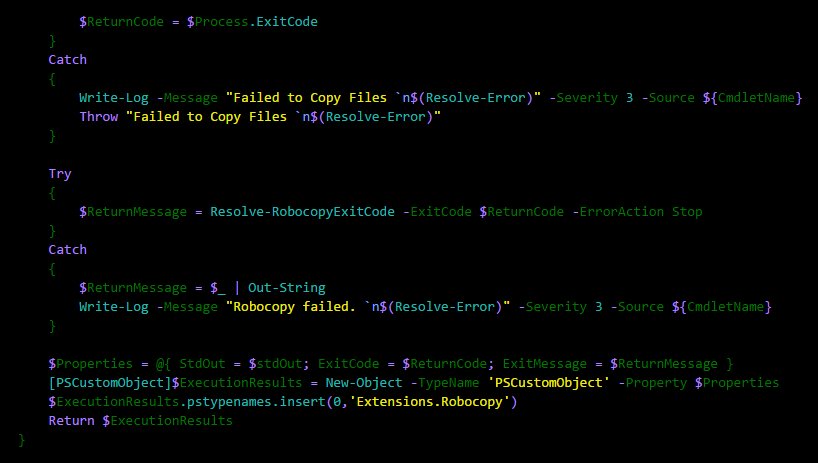 $ReturnCode = $Process.ExitCode
}
Catch
{
Write-Log -Message "Failed to Copy Files `n$(Resolve-Error)" -Severity 3 -Source ${CmdletName}
Throw "Failed to Copy Files `n$(Resolve-Error)"
}
Try
{
$ReturnMessage = Resolve-RobocopyExitCode -ExitCode $ReturnCode -ErrorAction Stop
}
Catch
{
$ReturnMessage = $_ | Out-String
Write-Log -Message "Robocopy failed. `n$(Resolve-Error)" -Severity 3 -Source ${CmdletName}
}
$Properties = @{ StdOut = $stdOut; ExitCode = $ReturnCode; ExitMessage = $ReturnMessage }
[PSCustomObject]$ExecutionResults = New-Object -TypeName 'PSCustomObject' -Property $Properties
$ExecutionResults.pstypenames.insert(0,'Extensions.Robocopy')
Return $ExecutionResults
}